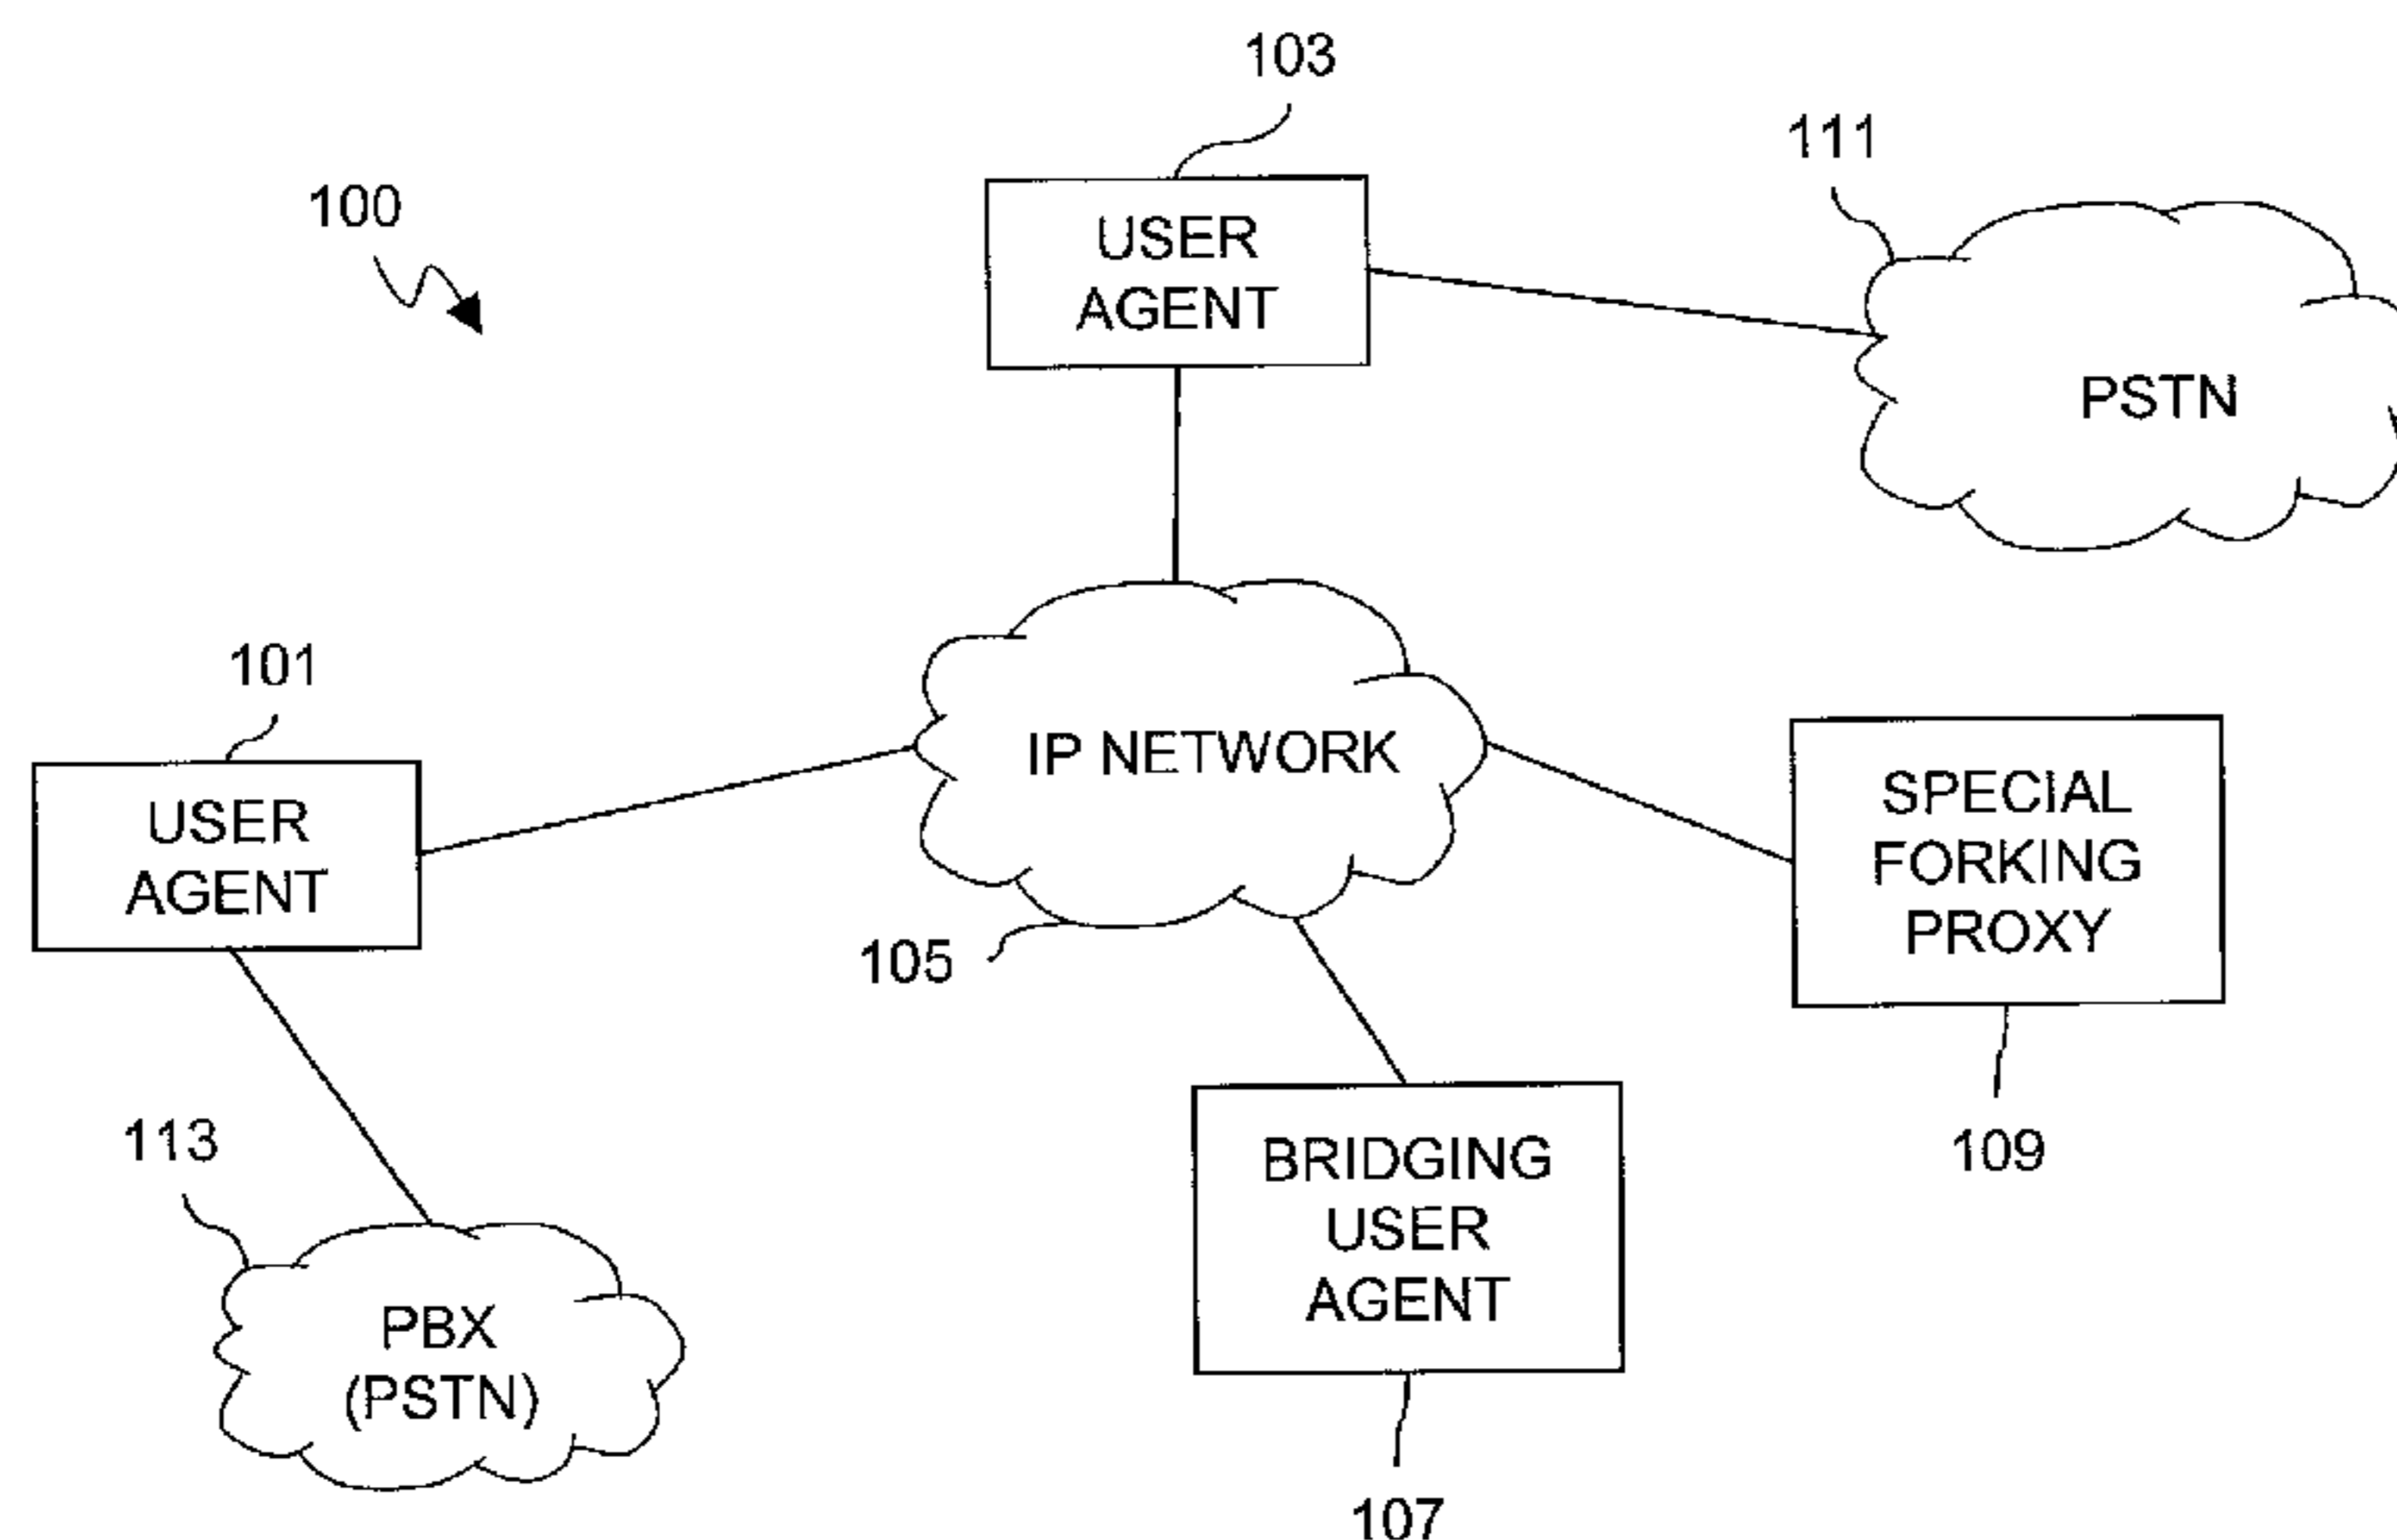 103
111
100
USER
AGENT
PSTN
101
USER
AGENT
IP NETWORK
SPECIAL
FORKING
PROXY
105
109
113
PBX
(PSTN)
BRIDGING
USER
AGENT
107